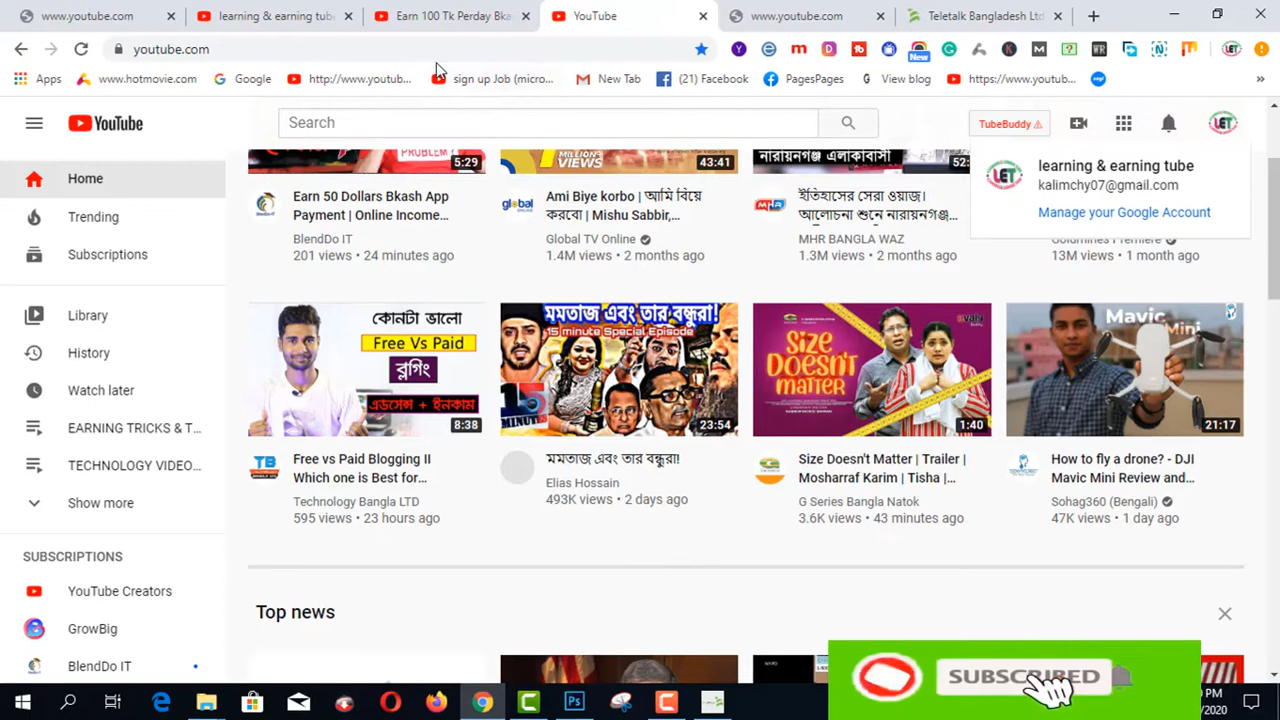 www.youtube.com
learning & earning tub
Earn 100 Tk Perday Bka
YouTube
www.youtube.com
Teletalk Bangladesh Ltd
youtube.com
New
Apps
www.hotmovie.com
Google
http://www.youtub...
sign up Job (micro...
New Tab
(21) Facebook
PagesPages
View blog
https://www.youtub...
YouTube
Search
TubeBuddy
LET
learning & earning tube
kalimchy07@gmail.com
Manage your Google Account
Home
Trending
Subscriptions
Library
History
Watch later
EARNING TRICKS & T...
TECHNOLOGY VIDEO...
Show more
SUBSCRIPTIONS
YouTube Creators
GrowBig
BlendDo IT
PROBLEM
5:29
VIEWS
43:41
নারায়নগঞ্জ এলাকাবাসী
52:
Earn 50 Dollars Bkash App
Payment | Online Income...
BlendDo IT
201 views • 24 minutes ago
Ami Biye korbo | আমি বিয়ে
করবো | Mishu Sabbir,...
Global TV Online
1.4M views • 2 months ago
ইতিহাসের সেরা ওয়াজ।
আলোচনা শুনে নারায়নগঞ্জ...
MHR BANGLA WAZ
1.3M views • 2 months ago
Goldmines Premiere
13M views • 1 month ago
কোনটা ভালো
Free Vs Paid
ব্লগিং
এডসেন্স + ইনকাম
8:38
মমতাজ এবং তার বন্ধুরা!
15 minute Special Episode
23:54
Size
Doesn't
matter
1:40
Mavic
Mini
21:17
Free vs Paid Blogging II
Which one is Best for...
Technology Bangla LTD
595 views • 23 hours ago
মমতাজ এবং তার বন্ধুরা!
Elias Hossain
493K views • 2 days ago
Size Doesn't Matter | Trailer |
Mosharraf Karim | Tisha |...
G Series Bangla Natok
3.6K views • 43 minutes ago
How to fly a drone? - DJI
Mavic Mini Review and...
Sohag360 (Bengali)
47K views • 1 day ago
Top news
SUBSCRIBED
PM
/2020